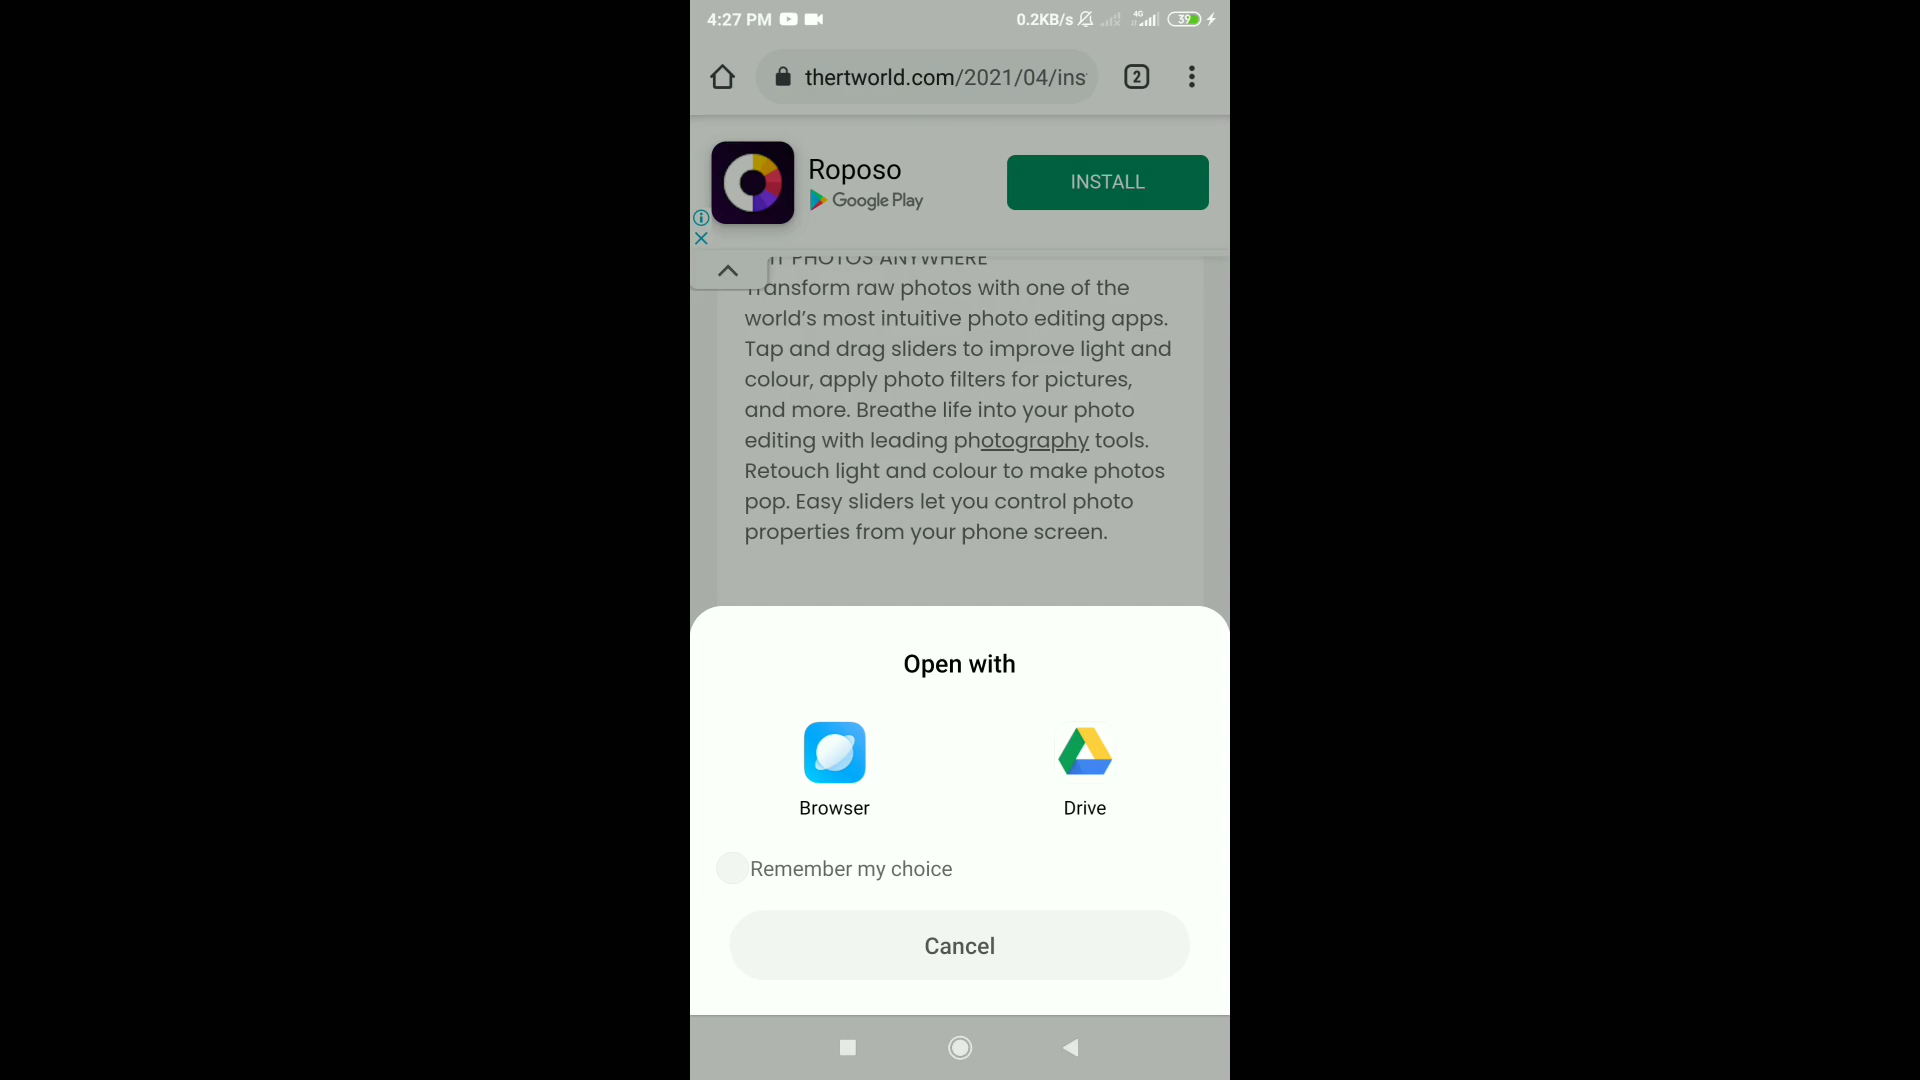 4:27 PM
0.2KB/s
4G
39
thertworld.com/2021/04/ins
2
Roposo
Google Play
INSTALL
IT PHOTOS ANYWHERE
Transform raw photos with one of the
world's most intuitive photo editing apps.
Tap and drag sliders to improve light and
colour, apply photo filters for pictures,
and more. Breathe life into your photo
editing with leading photography tools.
Retouch light and colour to make photos
pop. Easy sliders let you control photo
properties from your phone screen.
Open with
Browser
Drive
Remember my choice
Cancel